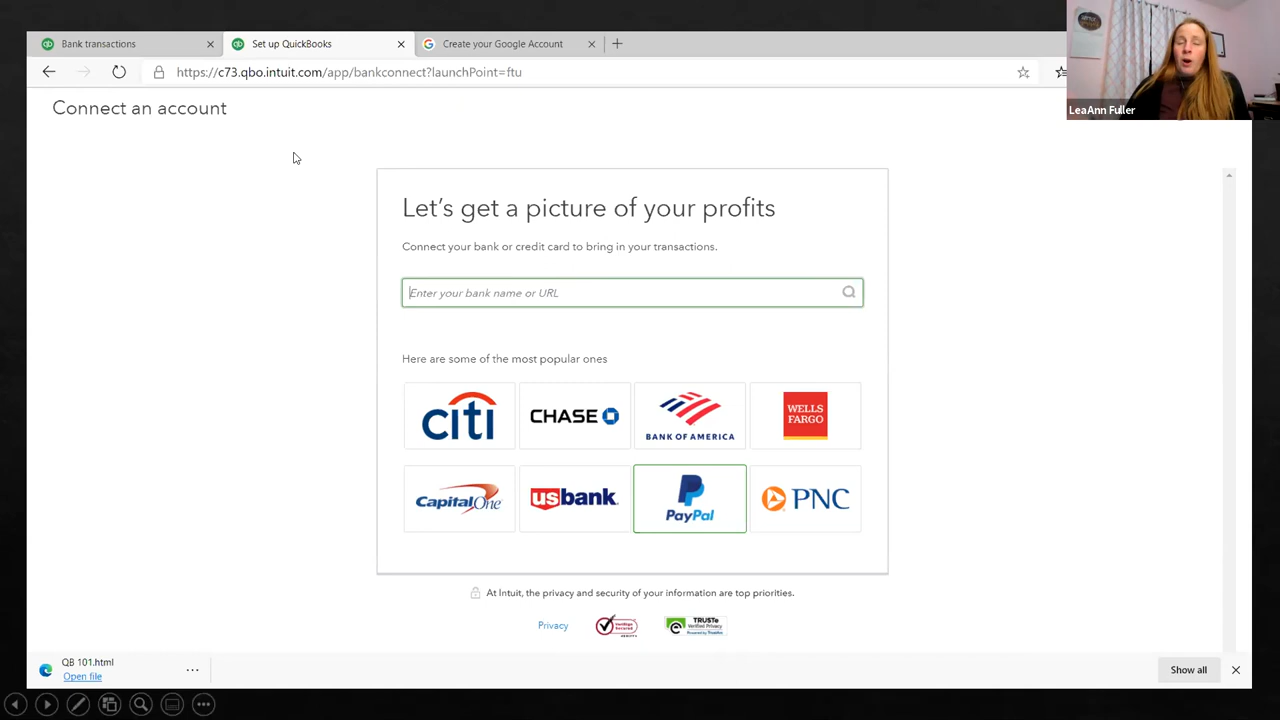 Bank transactions
Set up QuickBooks
Create your Google Account
https://c73.qbo.intuit.com/app/bankconnect?launchPoint=ftu
LeaAnn Fuller
Connect an account
Let's get a picture of your profits
Connect your bank or credit card to bring in your transactions.
Enter your bank name or URL
Here are some of the most popular ones
citi
CHASE
BANK OF AMERICA
WELLS FARGO
Capital One
usbank.
PayPal
PNC
At Intuit, the privacy and security of your information are top priorities.
Privacy
TRUSTe
Verified Privacy
QB 101.html
Open file
Show all